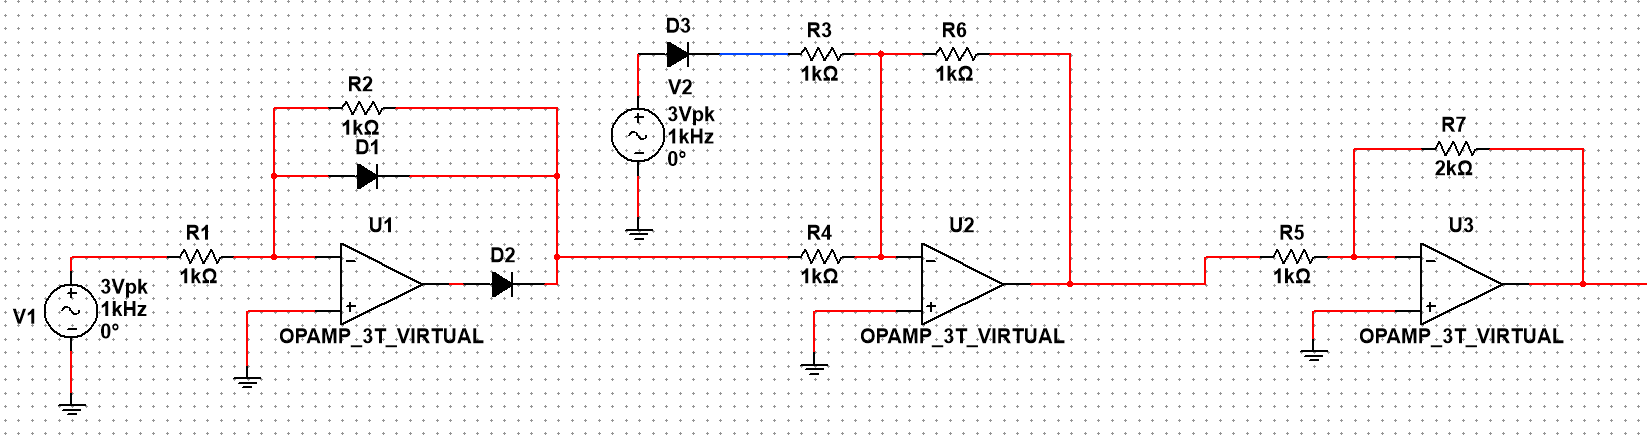 D3
R3
R6
1kΩ
1kΩ
V2
3Vpk
1kHz
0°
R2
1kΩ
D1
R7
2kΩ
U1
U2
U3
R1
1kΩ
D2
R4
1kΩ
R5
1kΩ
3Vpk
V1
1kHz
0°
OPAMP_3T_VIRTUAL
OPAMP_3T_VIRTUAL
OPAMP_3T_VIRTUAL